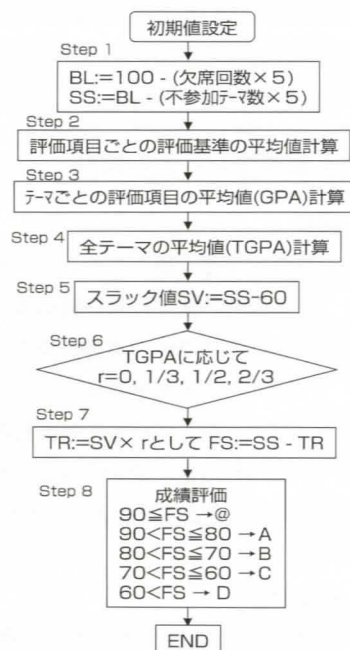 初期値設定
Step 1
BL:=100 - (欠席回数×5)
SS:=BL - (不参加ﾃｰﾏ数×5)
Step 2
評価項目ごとの評価基準の平均値計算
Step 3
ﾃｰﾏごとの評価項目の平均値(GPA)計算
Step 4
全テーマの平均値(TGPA)計算
Step 5
スラック値SV:=SS-60
Step 6
TGPAに応じて
r=0, 1/3, 1/2, 2/3
Step 7
TR:=SV×rとして FS:=SS - TR
Step 8
成績評価
90≦FS →@
90<FS≦80 →A
80<FS≦70 →B
70<FS≦60 →C
60<FS → D
END